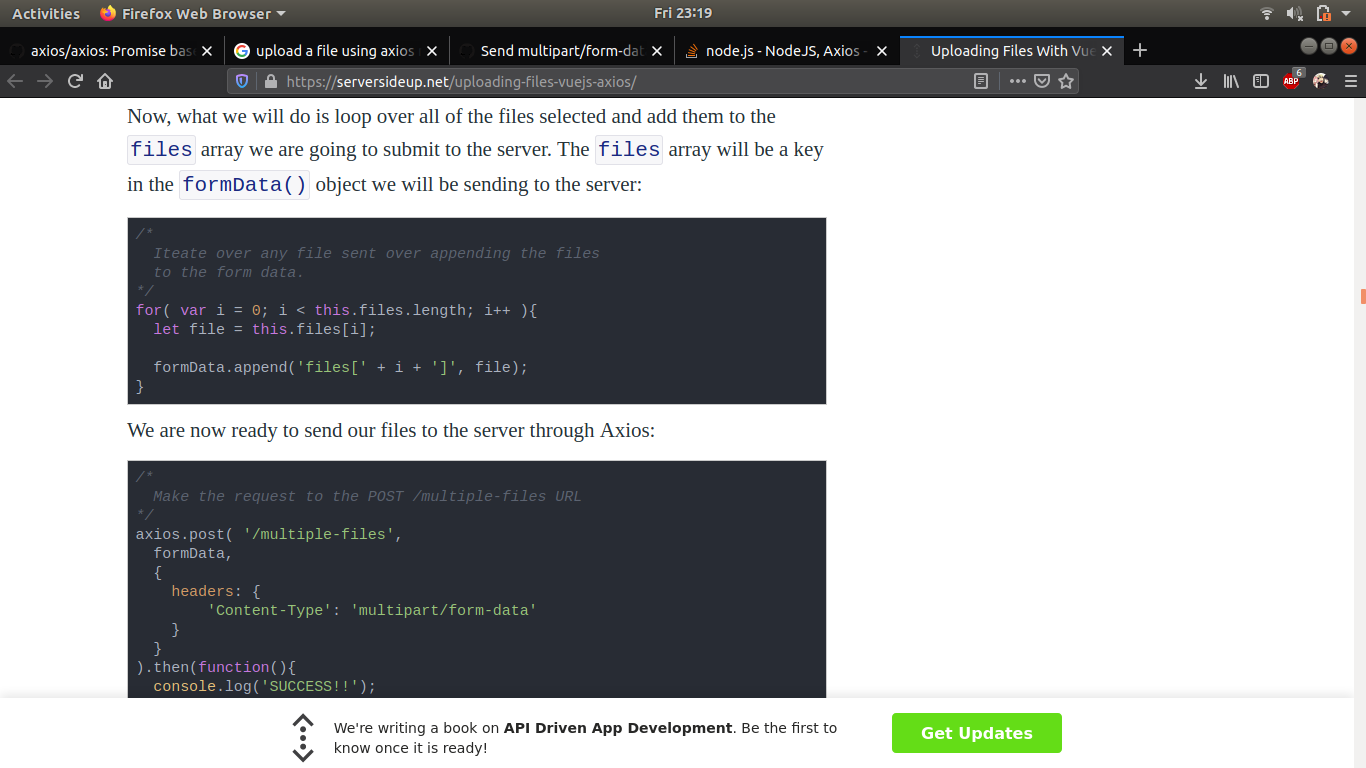 Activities Firefox Web Browser Fri 23:19
axios/axios: Promise bas upload a file using axios Send multipart/form-dat node.js - NodeJS, Axios - Uploading Files With Vue
https://serversideup.net/uploading-files-vuejs-axios/ 6 ABP
Now, what we will do is loop over all of the files selected and add them to the
files array we are going to submit to the server. The files array will be a key
in the formData() object we will be sending to the server:
/*
Iteate over any file sent over appending the files
to the form data.
*/
for( var i = 0; i < this.files.length; i++ ){
let file = this.files[i];
formData.append('files[' + i + ']', file);
}
We are now ready to send our files to the server through Axios:
/*
Make the request to the POST /multiple-files URL
*/
axios.post( '/multiple-files',
formData,
{
headers: {
'Content-Type': 'multipart/form-data'
}
}
).then(function(){
console.log('SUCCESS!!');
We're writing a book on API Driven App Development. Be the first to
know once it is ready!
Get Updates